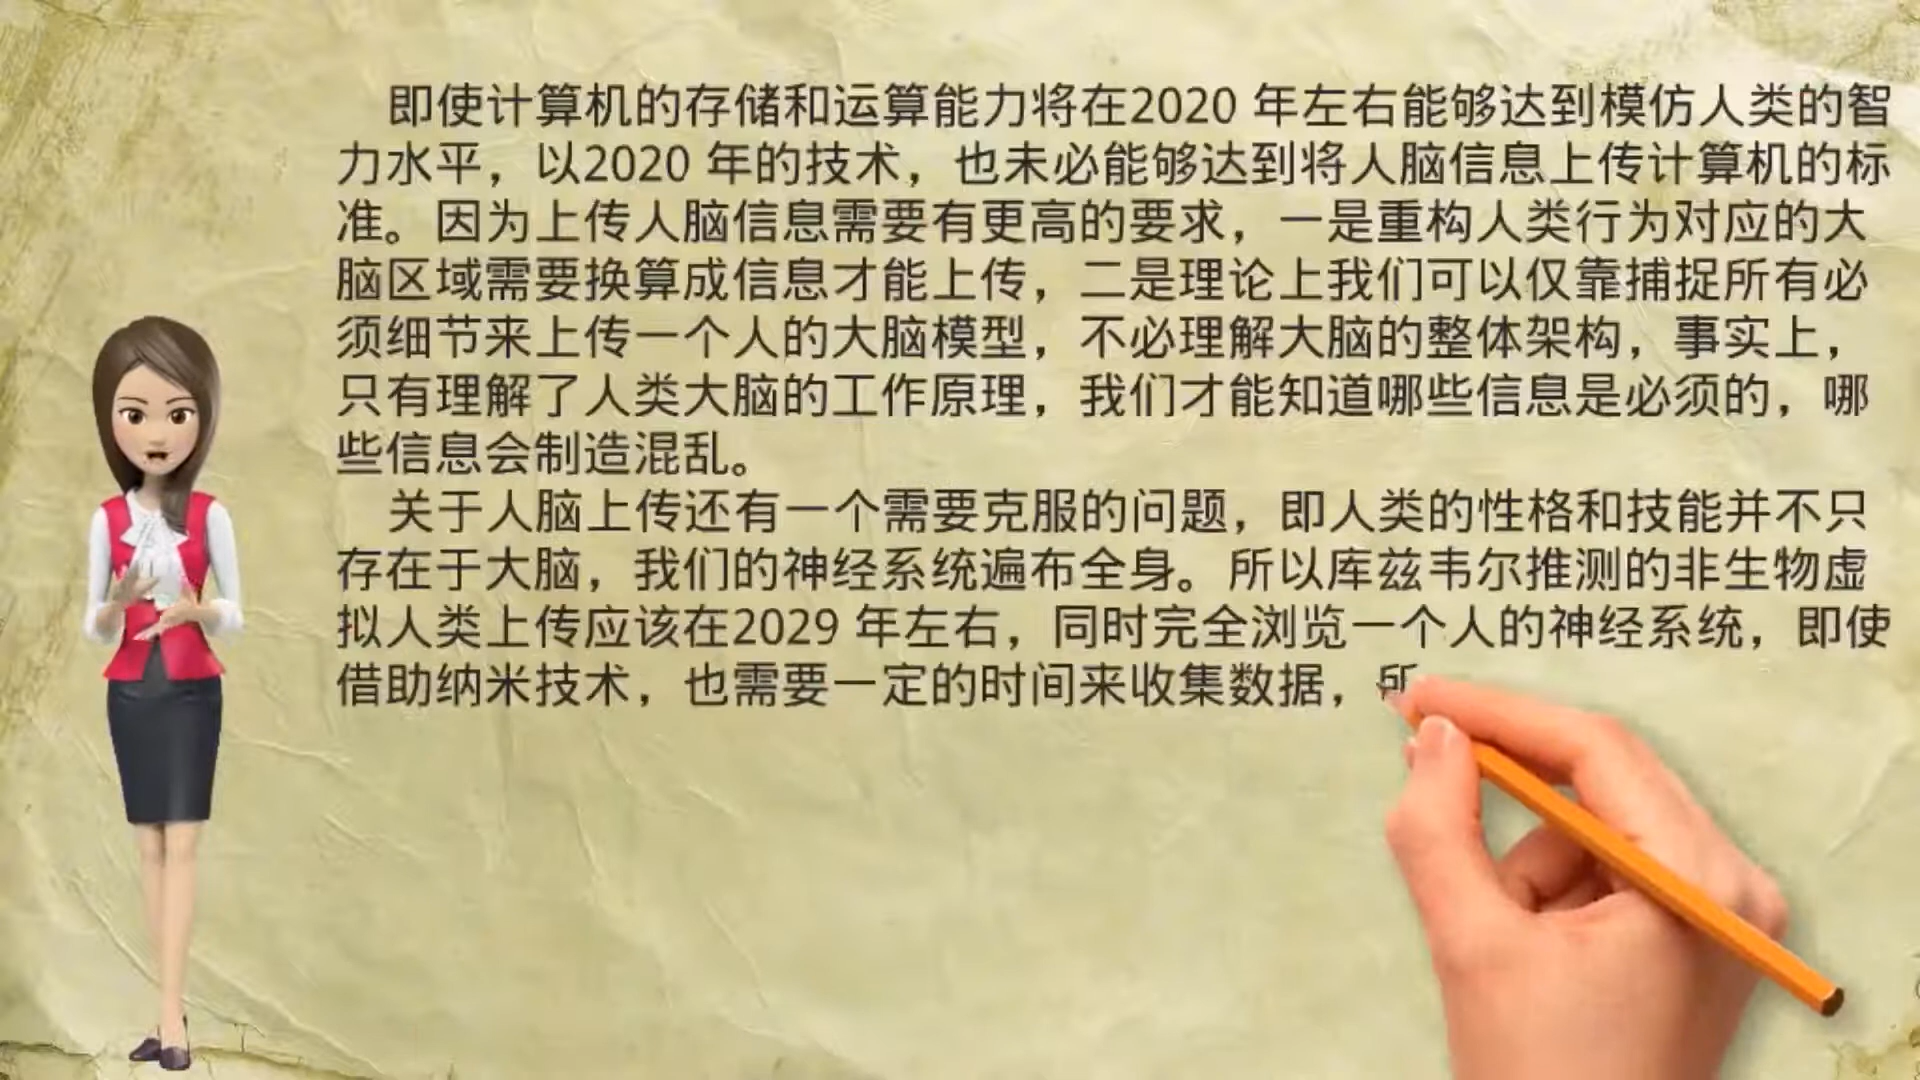 即使计算机的存储和运算能力将在2020 年左右能够达到模仿人类的智
力水平，以2020 年的技术，也未必能够达到将人脑信息上传计算机的标
准。因为上传人脑信息需要有更高的要求，一是重构人类行为对应的大
脑区域需要换算成信息才能上传，二是理论上我们可以仅靠捕捉所有必
须细节来上传一个人的大脑模型，不必理解大脑的整体架构，事实上，
只有理解了人类大脑的工作原理，我们才能知道哪些信息是必须的，哪
些信息会制造混乱。
关于人脑上传还有一个需要克服的问题，即人类的性格和技能并不只
存在于大脑，我们的神经系统遍布全身。所以库兹韦尔推测的非生物虚
拟人类上传应该在2029 年左右，同时完全浏览一个人的神经系统，即使
借助纳米技术，也需要一定的时间来收集数据，